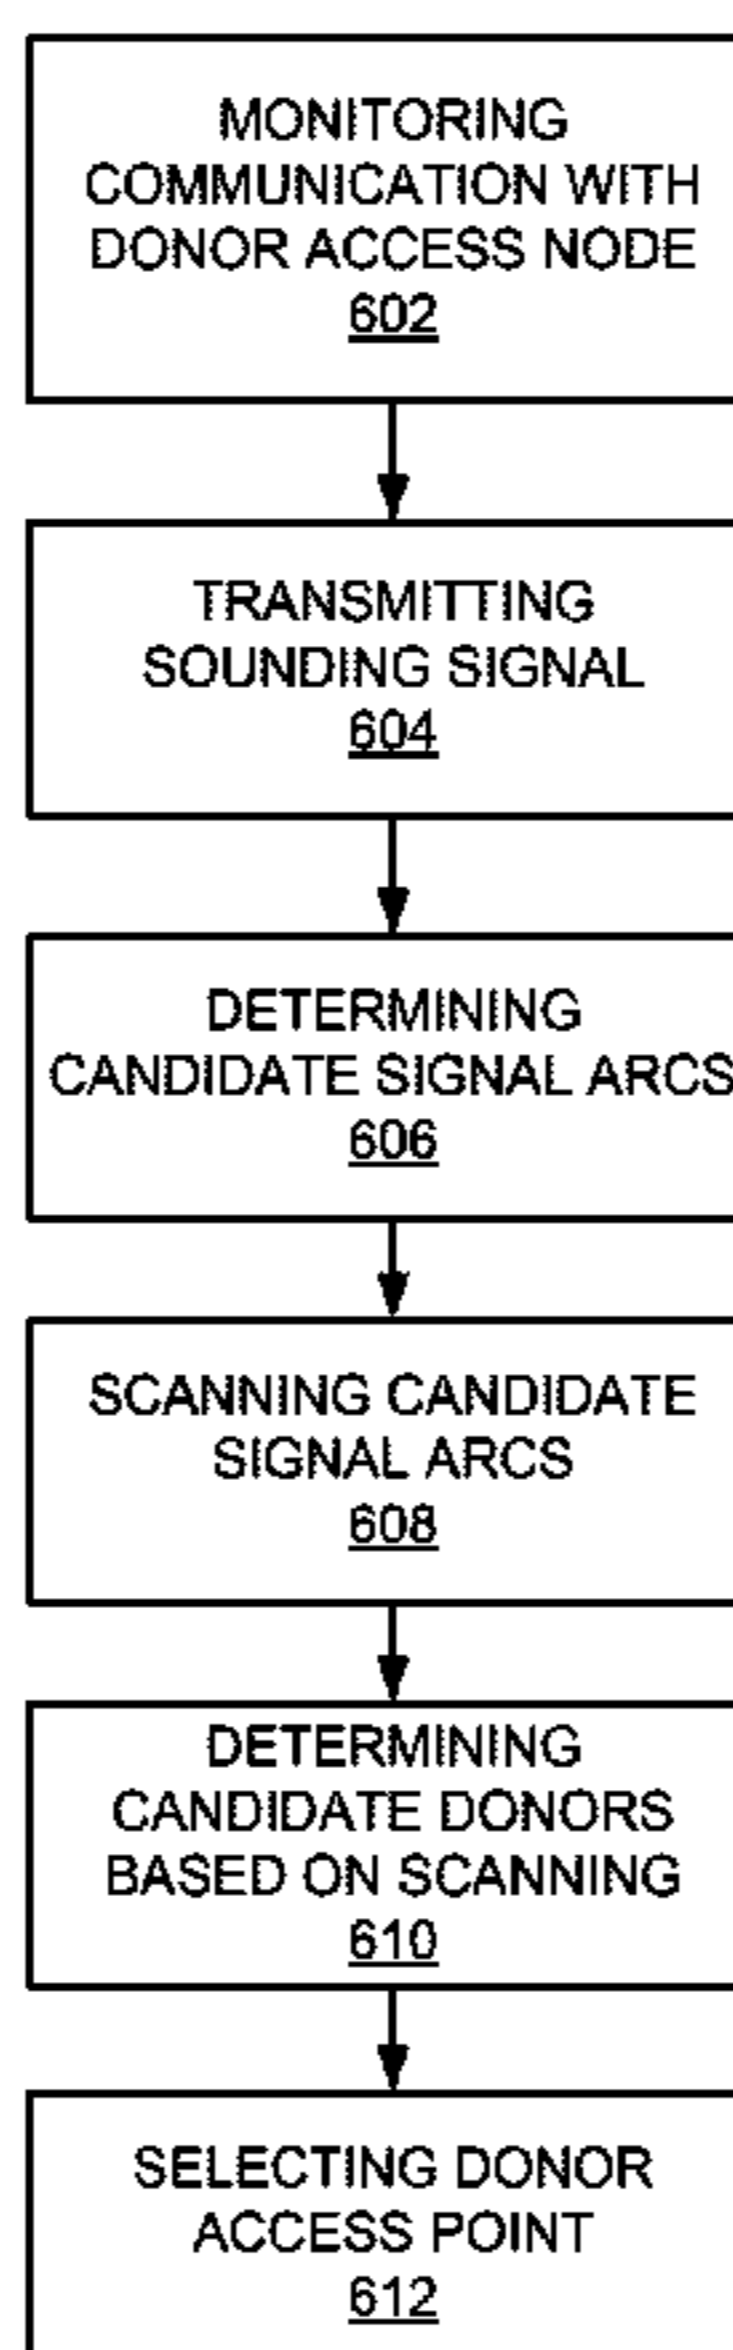 MONITORING
COMMUNICATION WITH
DONOR ACCESS NODE
602
TRANSMITTING
SOUNDING SIGNAL
604
DETERMINING
CANDIDATE SIGNAL ARCS
606
SCANNING CANDIDATE
SIGNAL ARCS
608
DETERMINING
CANDIDATE DONORS
BASED ON SCANNING
610
SELECTING DONOR
ACCESS POINT
612